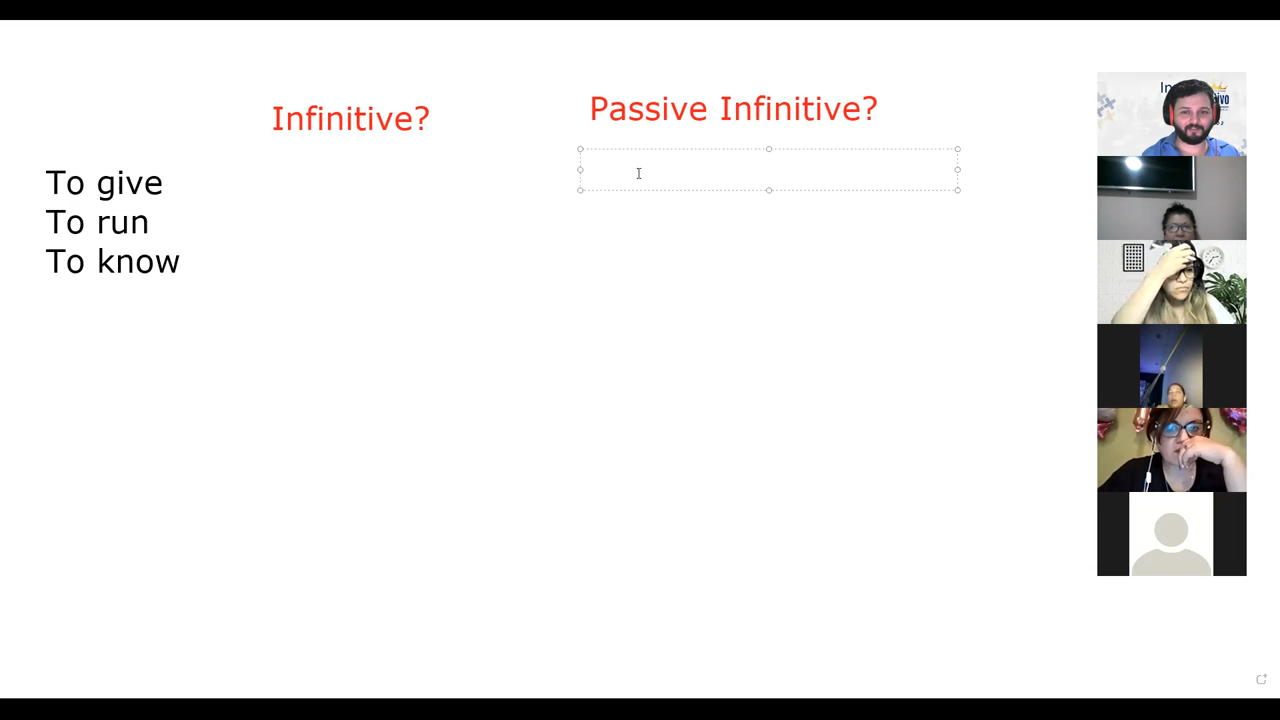 Infinitive?
Passive Infinitive?
To give
To run
To know